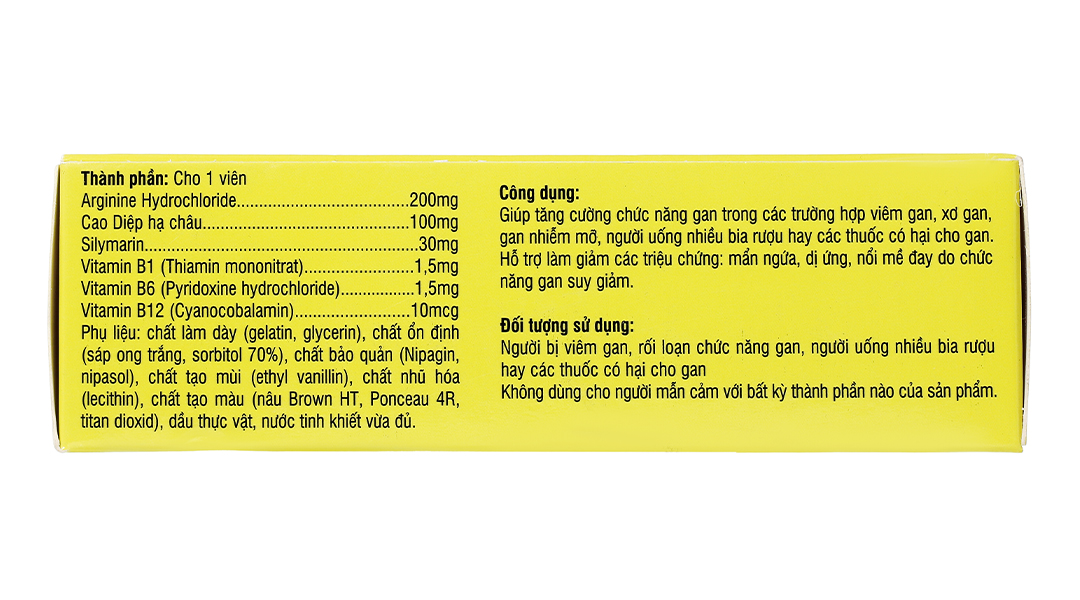 Thành phần: Cho 1 viên
Arginine Hydrochloride..................................200mg
Cao Diệp hạ châu.........................................100mg
Silymarin.......................................................30mg
Vitamin B1 (Thiamin mononitrat)......................1,5mg
Vitamin B6 (Pyridoxine hydrochloride)..............1,5mg
Vitamin B12 (Cyanocobalamin)........................10mcg
Phụ liệu: chất làm dày (gelatin, glycerin), chất ổn định
(sáp ong trắng, sorbitol 70%), chất bảo quản (Nipagin,
nipasol), chất tạo mùi (ethyl vanillin), chất nhũ hóa
(lecithin), chất tạo màu (nâu Brown HT, Ponceau 4R,
titan dioxid), dầu thực vật, nước tinh khiết vừa đủ.
Công dụng:
Giúp tăng cường chức năng gan trong các trường hợp viêm gan, xơ gan,
gan nhiễm mỡ, người uống nhiều bia rượu hay các thuốc có hại cho gan.
Hỗ trợ làm giảm các triệu chứng: mẩn ngứa, dị ứng, nổi mề đay do chức
năng gan suy giảm.
Đối tượng sử dụng:
Người bị viêm gan, rối loạn chức năng gan, người uống nhiều bia rượu
hay các thuốc có hại cho gan
Không dùng cho người mẫn cảm với bất kỳ thành phần nào của sản phẩm.